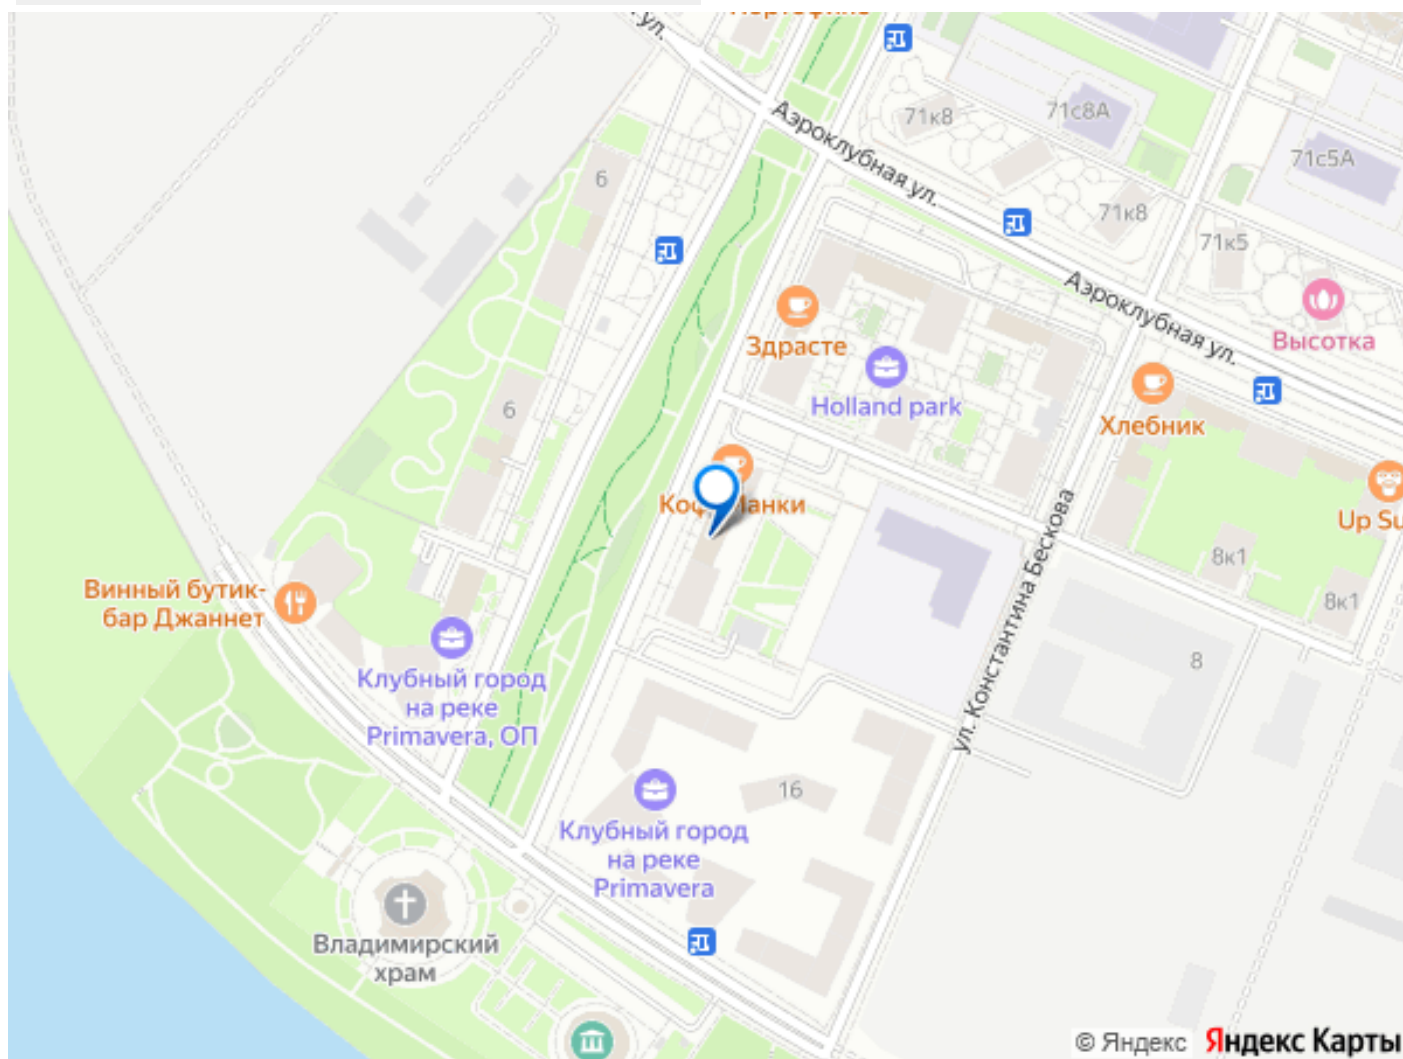 ул.
Аэроклубная ул.
71к8
71с8А
71с5А
71к8
71к5
6
Аэроклубная ул.
Здрасте
Высотка
Holland park
6
Хлебник
ул. Константина Бескова
Up Su
8к1
8к1
Винный бутик-
бар Джаннет
8
Клубный город
на реке
Primavera, ОП
16
Клубный город
на реке
Primavera
Владимирский
храм
© Яндекс Яндекс Карты